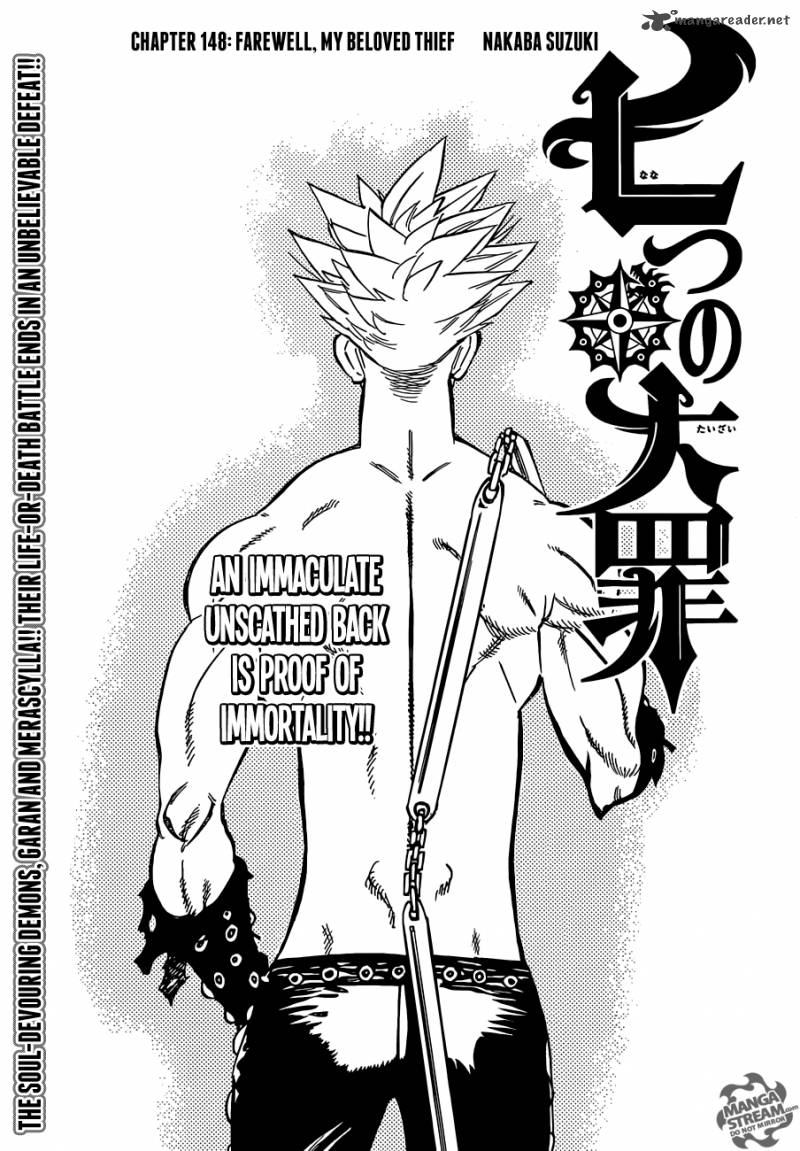 mangareader.net
CHAPTER 148: FAREWELL, MY BELOVED THIEF NAKABA SUZUKI
七つの大罪
なな
たいざい
THE SOUL-DEVOURING DEMONS, GARAN AND MERASCYLLA!! THEIR LIFE-OR-DEATH BATTLE ENDS IN AN UNBELIEVABLE DEFEAT!!
AN IMMACULATE
UNSCATHED BACK
IS PROOF OF
IMMORTALITY!!
MANGA
STREAM.com
DO NOT MIRROR